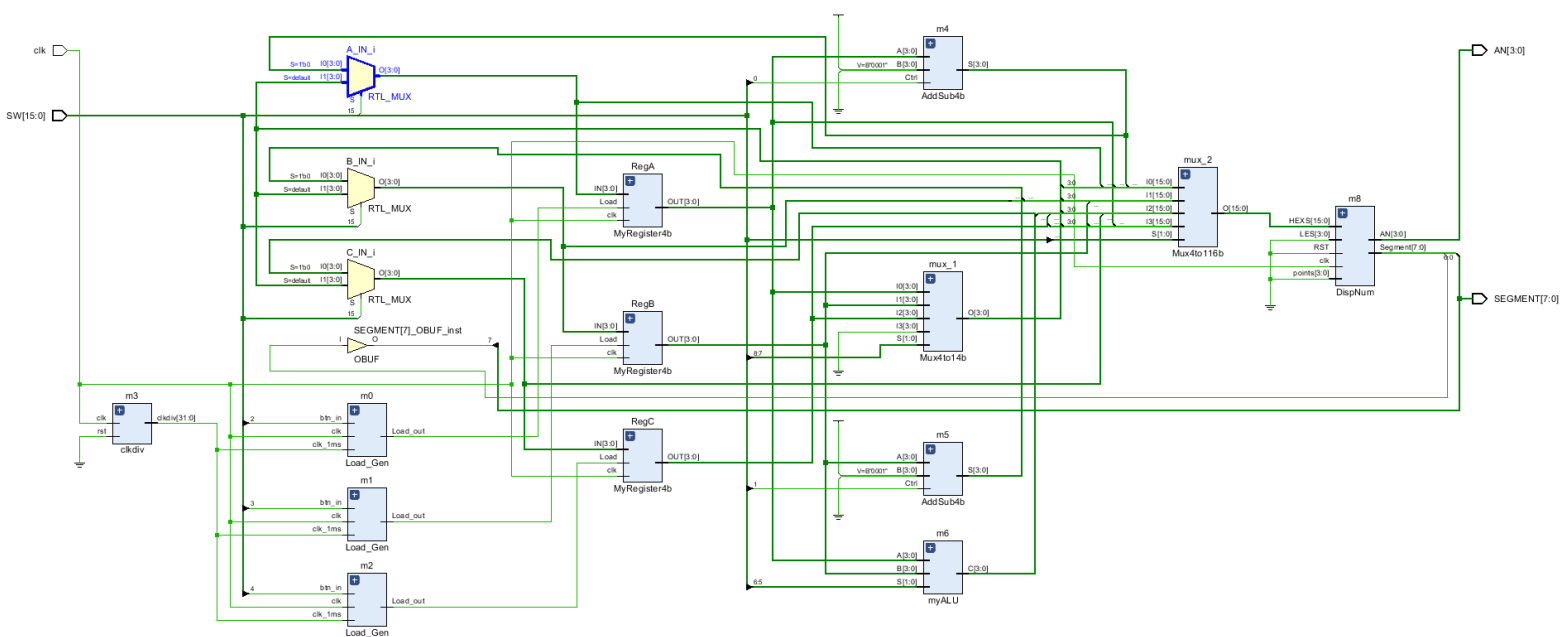 clk
SW[15:0]
A_IN_i
S=1'b0 I0[3:0]
S=default I1[3:0]
O[3:0]
S
RTL_MUX
15
B_IN_i
S=1'b0 I0[3:0]
S=default I1[3:0]
O[3:0]
S
RTL_MUX
15
C_IN_i
S=1'b0 I0[3:0]
S=default I1[3:0]
O[3:0]
S
RTL_MUX
15
SEGMENT[7]_OBUF_inst
I O
OBUF
7
m3
clk
rst
clkdiv[31:0]
clkdiv
m0
2
btn_in
clk
clk_1ms
Load_out
Load_Gen
m1
3
btn_in
clk
clk_1ms
Load_out
Load_Gen
m2
4
btn_in
clk
clk_1ms
Load_out
Load_Gen
RegA
IN[3:0]
Load
clk
OUT[3:0]
MyRegister4b
RegB
IN[3:0]
Load
clk
OUT[3:0]
MyRegister4b
RegC
IN[3:0]
Load
clk
OUT[3:0]
MyRegister4b
m4
A[3:0]
V=B"0001" B[3:0]
0
Ctrl
S[3:0]
AddSub4b
mux_1
I0[3:0]
I1[3:0]
I2[3:0]
I3[3:0]
S[1:0]
8:7
O[3:0]
Mux4to14b
m5
A[3:0]
V=B"0001" B[3:0]
1
Ctrl
S[3:0]
AddSub4b
m6
A[3:0]
B[3:0]
S[1:0]
6:5
C[3:0]
myALU
mux_2
3:0 ... ... ... I0[15:0]
... ... 3:0 I1[15:0]
3:0 I2[15:0]
3:0 ... ... ... I3[15:0]
... S[1:0]
O[15:0]
Mux4to116b
m8
HEXS[15:0]
LES[3:0]
RST
clk
points[3:0]
AN[3:0]
Segment[7:0]
6:0
DispNum
AN[3:0]
SEGMENT[7:0]